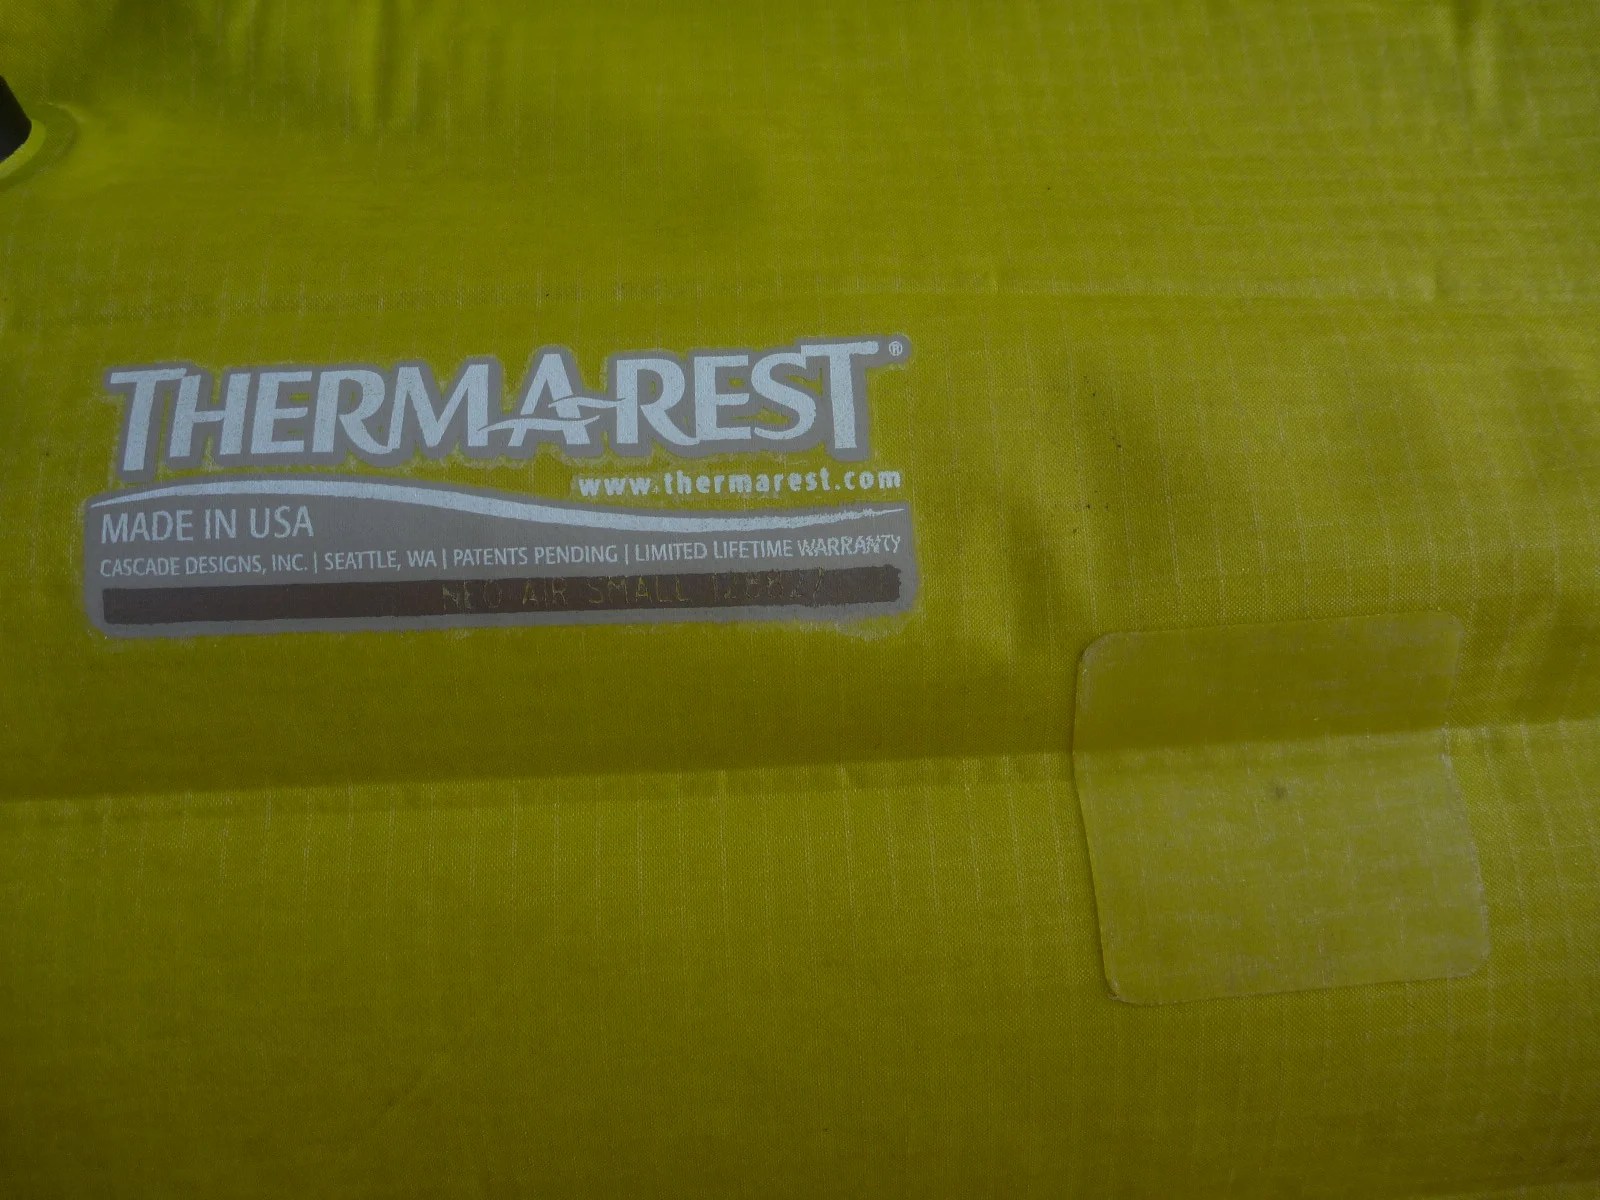 THERMAREST®
www.thermarest.com
MADE IN USA
CASCADE DESIGNS, INC. | SEATTLE, WA | PATENTS PENDING | LIMITED LIFETIME WARRANTY
NEO AIR SMALL